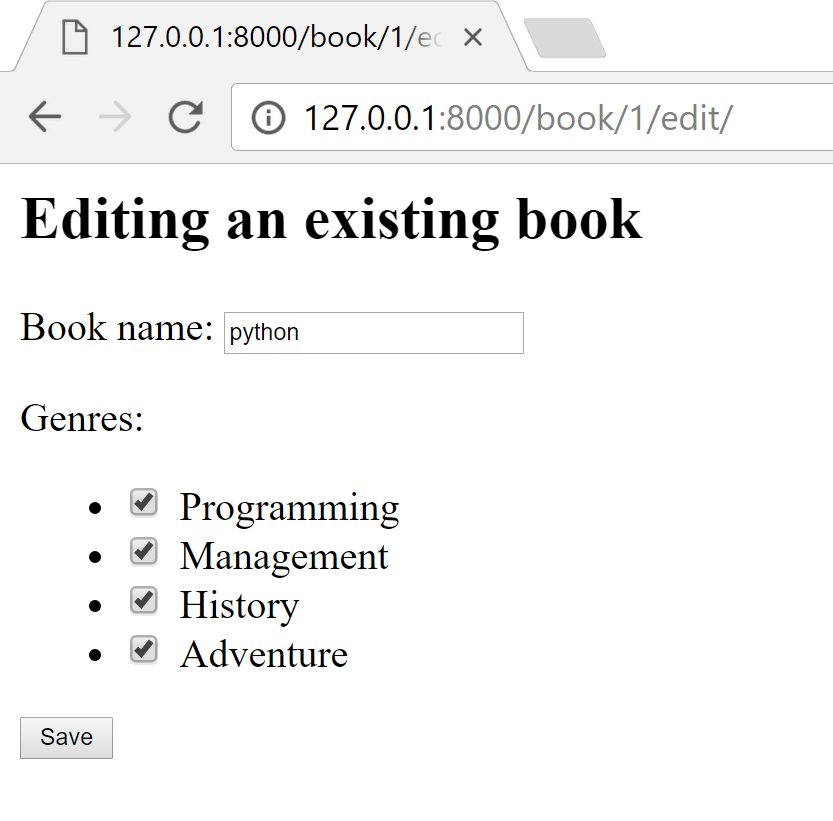 127.0.0.1:8000/book/1/ed
127.0.0.1:8000/book/1/edit/
Editing an existing book
Book name: python
Genres:
Programming
Management
History
Adventure
Save